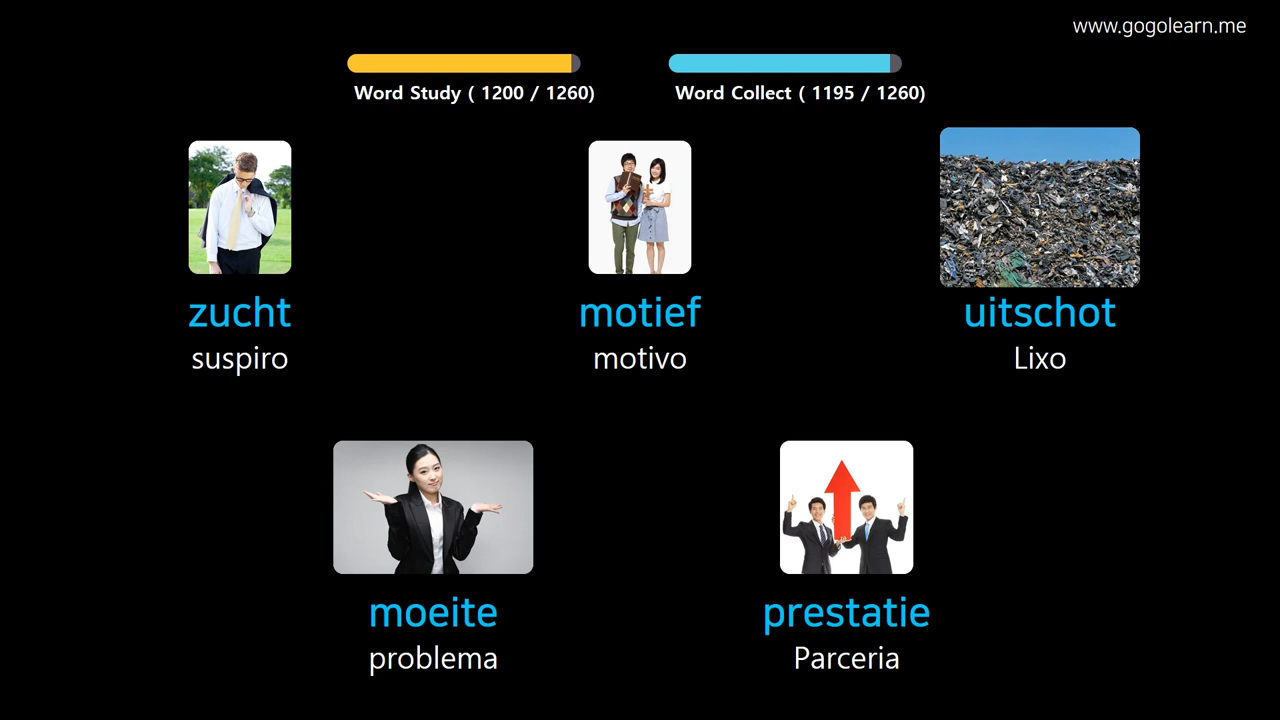 www.gogolearn.me
Word Study ( 1200 / 1260)
Word Collect ( 1195 / 1260)
zucht
suspiro
motief
motivo
uitschot
Lixo
moeite
problema
prestatie
Parceria